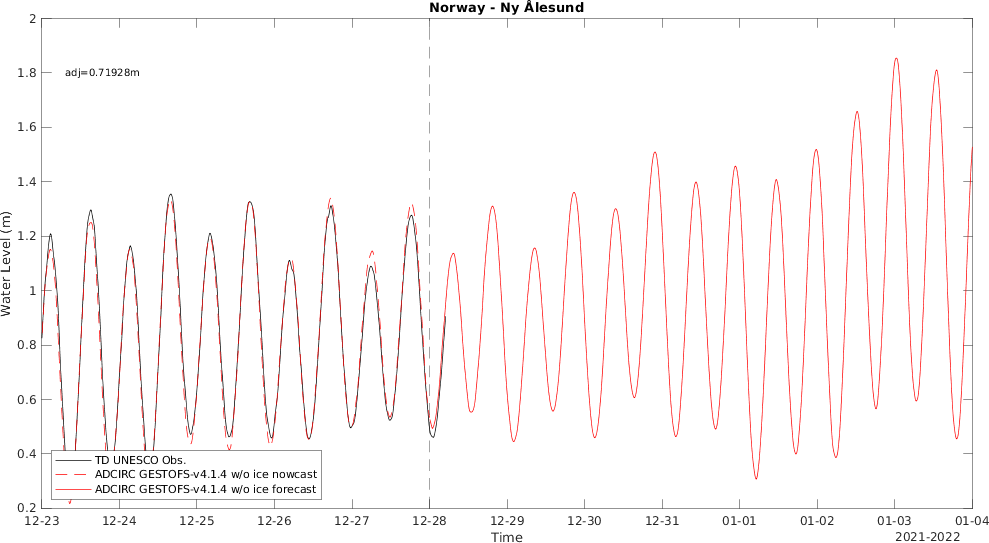 Norway - Ny Ålesund
2
1.8
1.6
1.4
1.2
1
0.8
0.6
0.4
0.2
Water Level (m)
adj=0.71928m
TD UNESCO Obs.
ADCIRC GESTOFS-v4.1.4 w/o ice nowcast
ADCIRC GESTOFS-v4.1.4 w/o ice forecast
12-23 12-24 12-25 12-26 12-27 12-28 12-29 12-30 12-31 01-01 01-02 01-03 01-04
Time
2021-2022